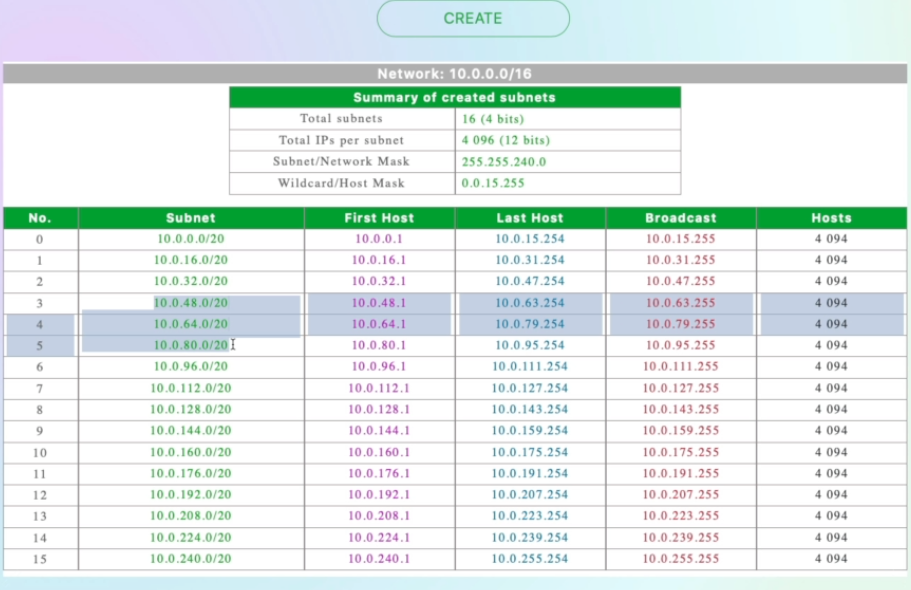 CREATE
Network: 10.0.0.0/16
Summary of created subnets
Total subnets 16 (4 bits)
Total IPs per subnet 4 096 (12 bits)
Subnet/Network Mask 255.255.240.0
Wildcard/Host Mask 0.0.15.255
No. Subnet First Host Last Host Broadcast Hosts
0 10.0.0.0/20 10.0.0.1 10.0.15.254 10.0.15.255 4 094
1 10.0.16.0/20 10.0.16.1 10.0.31.254 10.0.31.255 4 094
2 10.0.32.0/20 10.0.32.1 10.0.47.254 10.0.47.255 4 094
3 10.0.48.0/20 10.0.48.1 10.0.63.254 10.0.63.255 4 094
4 10.0.64.0/20 10.0.64.1 10.0.79.254 10.0.79.255 4 094
5 10.0.80.0/20 10.0.80.1 10.0.95.254 10.0.95.255 4 094
6 10.0.96.0/20 10.0.96.1 10.0.111.254 10.0.111.255 4 094
7 10.0.112.0/20 10.0.112.1 10.0.127.254 10.0.127.255 4 094
8 10.0.128.0/20 10.0.128.1 10.0.143.254 10.0.143.255 4 094
9 10.0.144.0/20 10.0.144.1 10.0.159.254 10.0.159.255 4 094
10 10.0.160.0/20 10.0.160.1 10.0.175.254 10.0.175.255 4 094
11 10.0.176.0/20 10.0.176.1 10.0.191.254 10.0.191.255 4 094
12 10.0.192.0/20 10.0.192.1 10.0.207.254 10.0.207.255 4 094
13 10.0.208.0/20 10.0.208.1 10.0.223.254 10.0.223.255 4 094
14 10.0.224.0/20 10.0.224.1 10.0.239.254 10.0.239.255 4 094
15 10.0.240.0/20 10.0.240.1 10.0.255.254 10.0.255.255 4 094